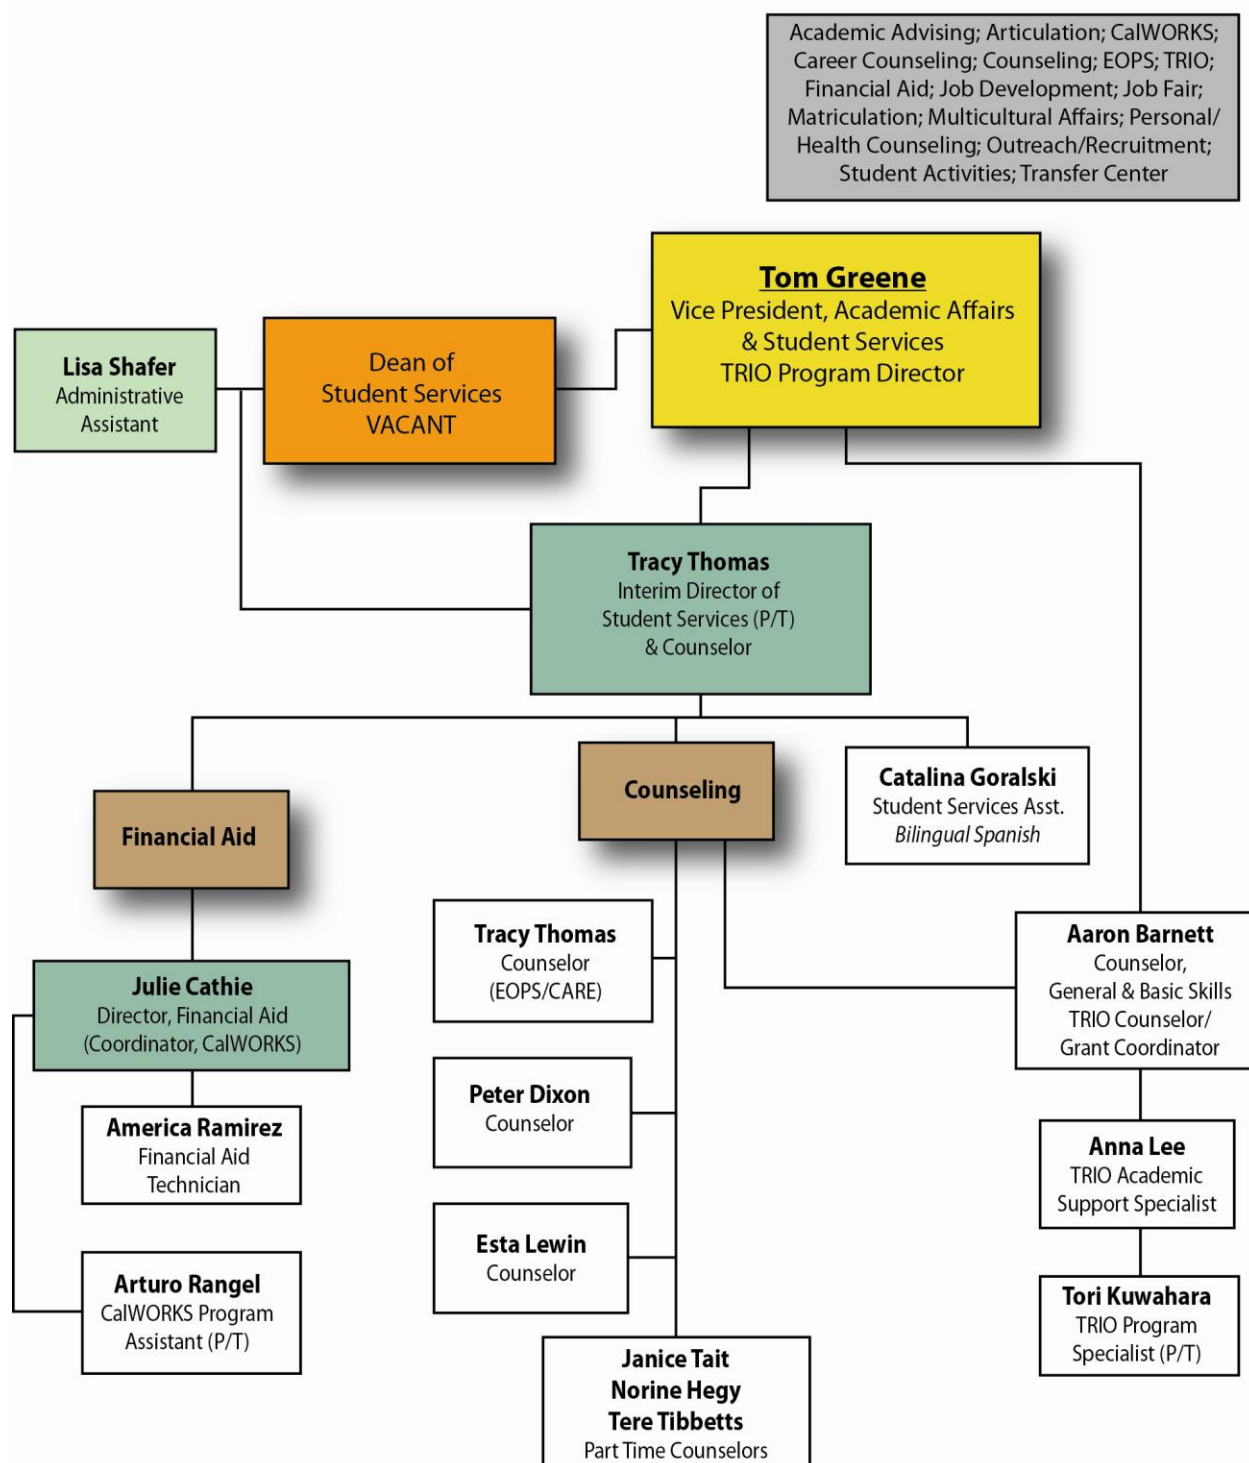 Academic Advising; Articulation; CalWORKS;
Career Counseling; Counseling; EOPS; TRIO;
Financial Aid; Job Development; Job Fair;
Matriculation; Multicultural Affairs; Personal/
Health Counseling; Outreach/Recruitment;
Student Activities; Transfer Center
Tom Greene
Vice President, Academic Affairs
& Student Services
TRIO Program Director
Lisa Shafer
Administrative
Assistant
Dean of
Student Services
VACANT
Tracy Thomas
Interim Director of
Student Services (P/T)
& Counselor
Financial Aid
Counseling
Catalina Goralski
Student Services Asst.
Bilingual Spanish
Julie Cathie
Director, Financial Aid
(Coordinator, CalWORKS)
America Ramirez
Financial Aid
Technician
Arturo Rangel
CalWORKS Program
Assistant (P/T)
Tracy Thomas
Counselor
(EOPS/CARE)
Peter Dixon
Counselor
Esta Lewin
Counselor
Janice Tait
Norine Hegy
Tere Tibbetts
Part Time Counselors
Aaron Barnett
Counselor,
General & Basic Skills
TRIO Counselor/
Grant Coordinator
Anna Lee
TRIO Academic
Support Specialist
Tori Kuwahara
TRIO Program
Specialist (P/T)